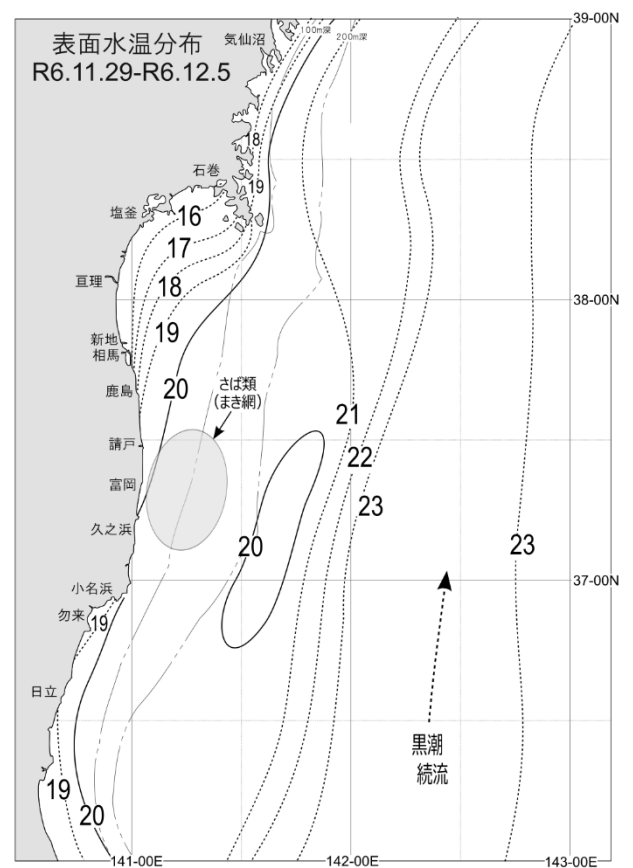 表面水温分布
R6.11.29-R6.12.5
気仙沼
100m深
200m深
39-00N
18
石巻
19
塩釜
16
17
亘理
18
38-00N
新地
相馬
19
鹿島
20
さば類
(まき網)
21
請戸
22
富岡
23
久之浜
20
23
小名浜
37-00N
勿来
19
日立
黒潮
続流
19
20
141-00E
142-00E
143-00E